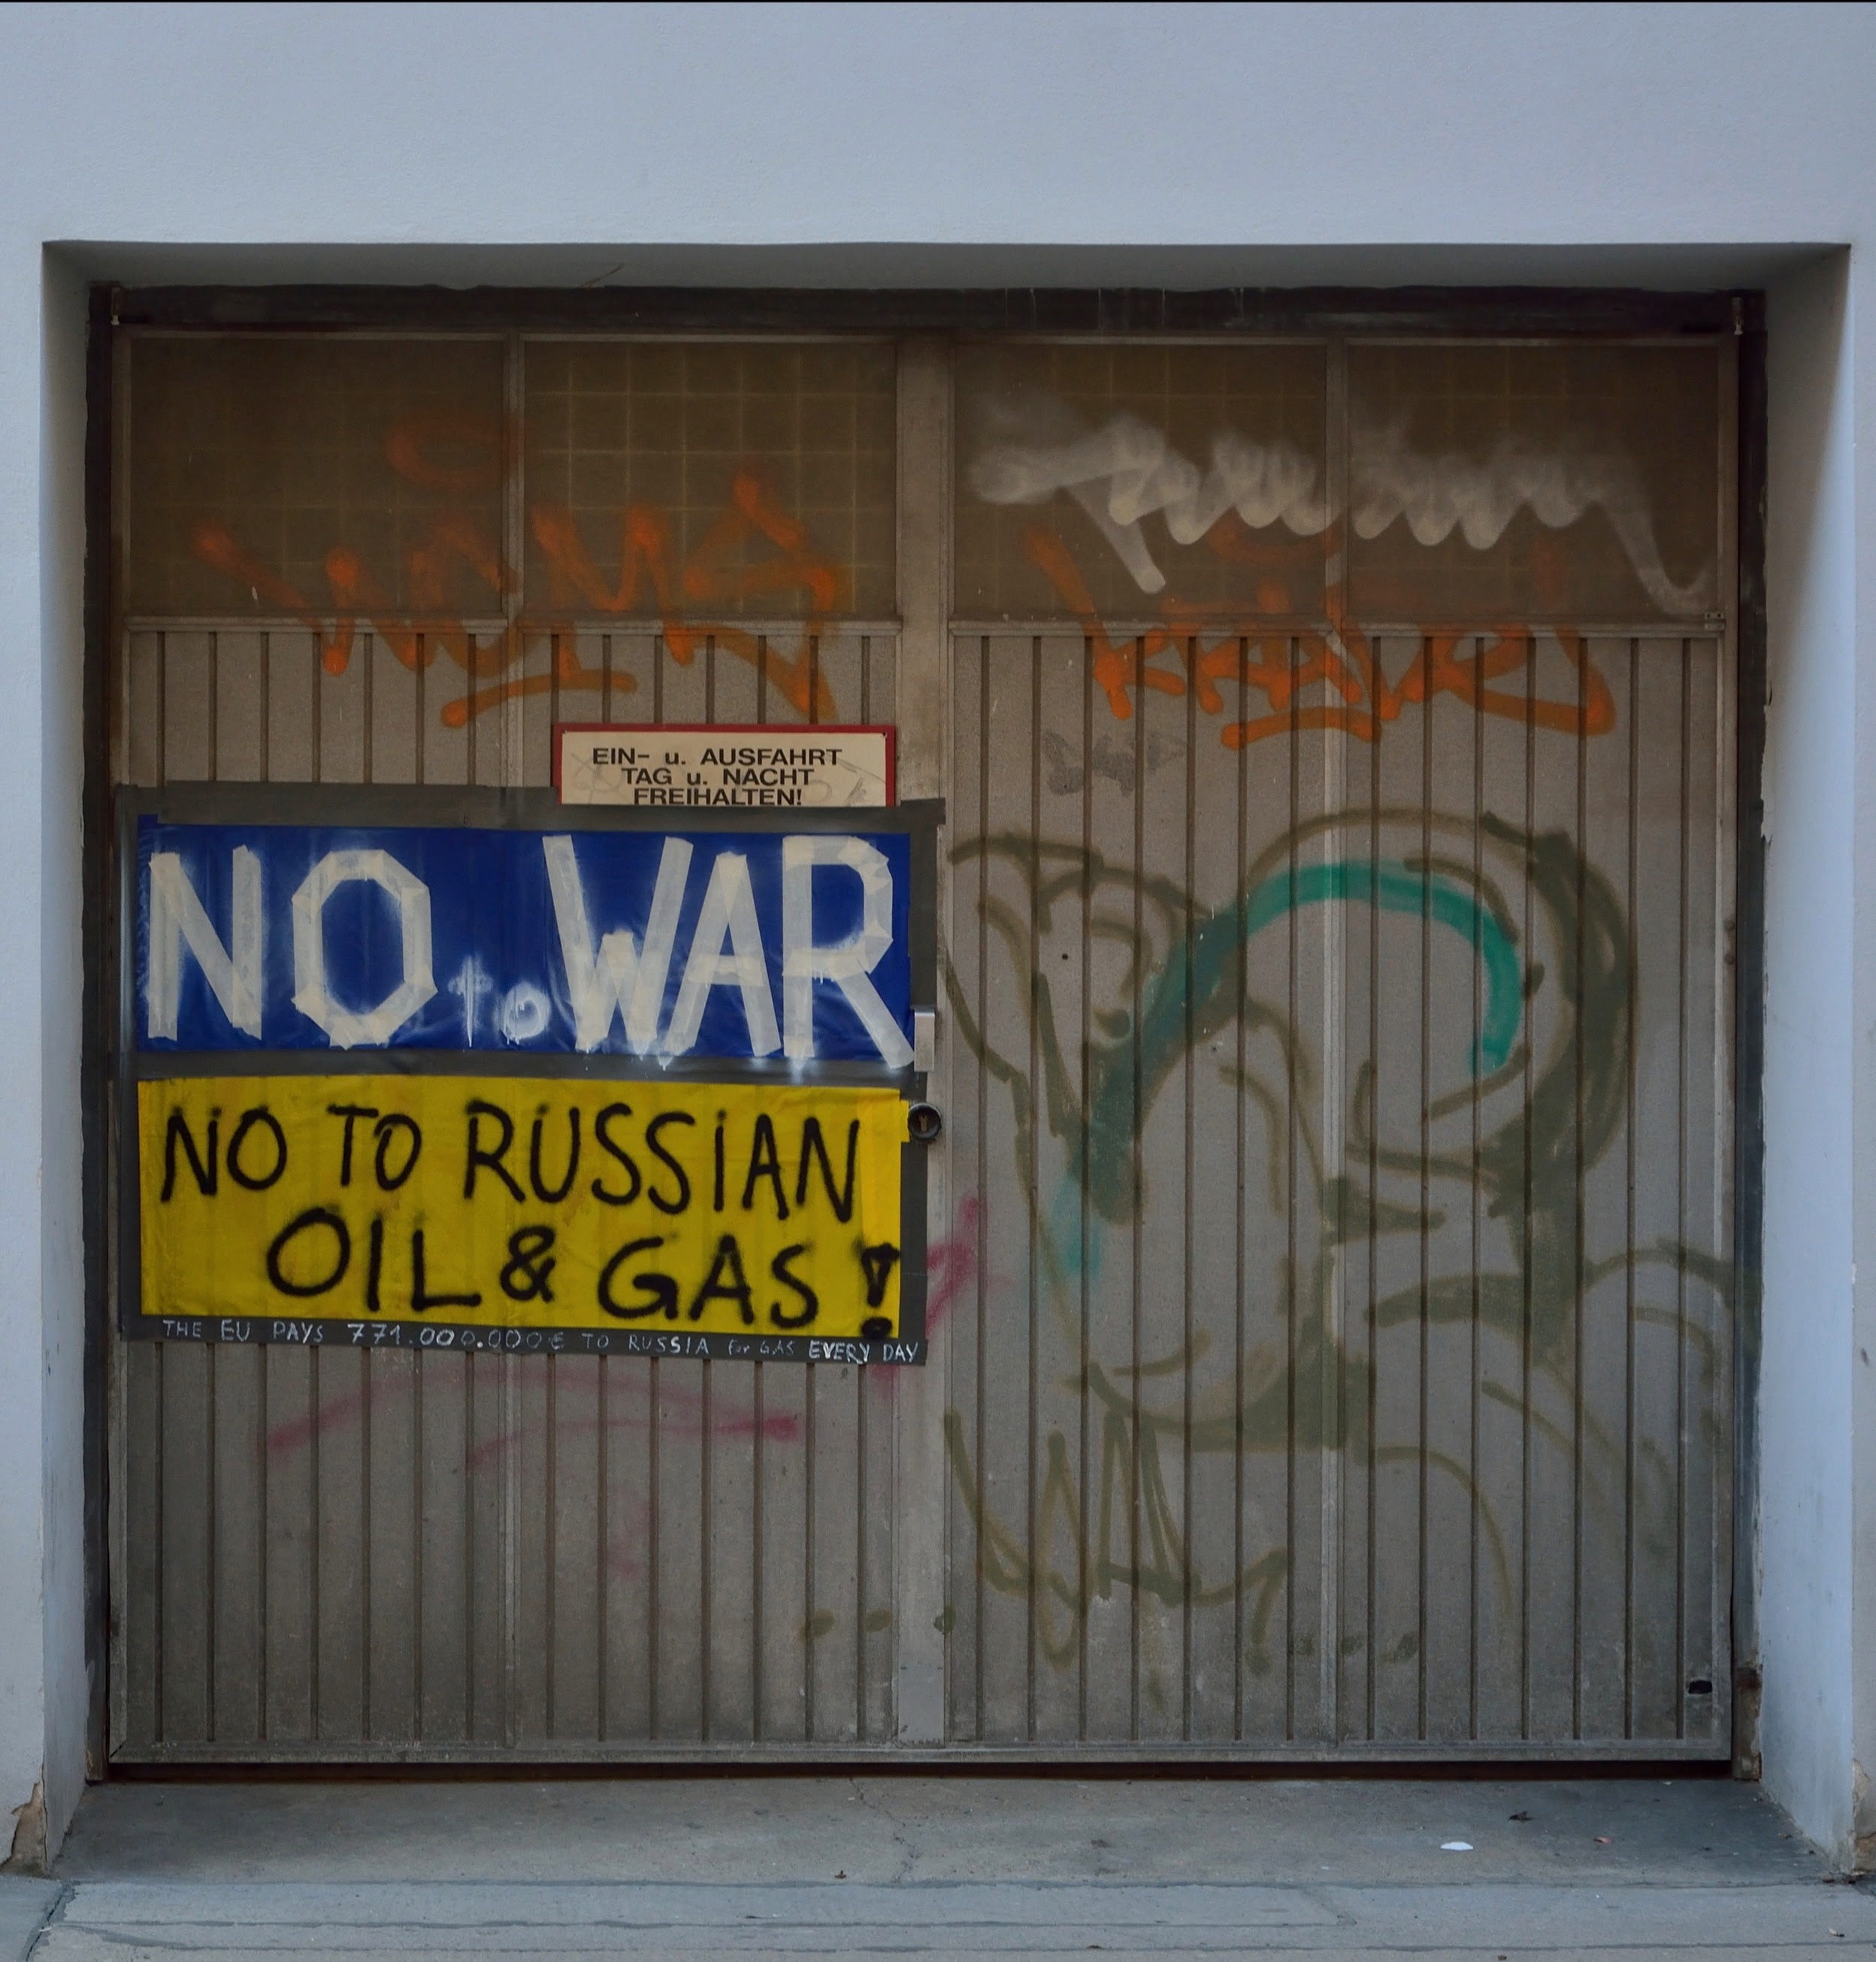 EIN- u. AUSFAHRT
TAG u. NACHT
FREIHALTEN!
NO to WAR
NO TO RUSSIAN
OIL & GAS!
THE EU PAYS 771.000.000€ TO RUSSIA for GAS EVERY DAY